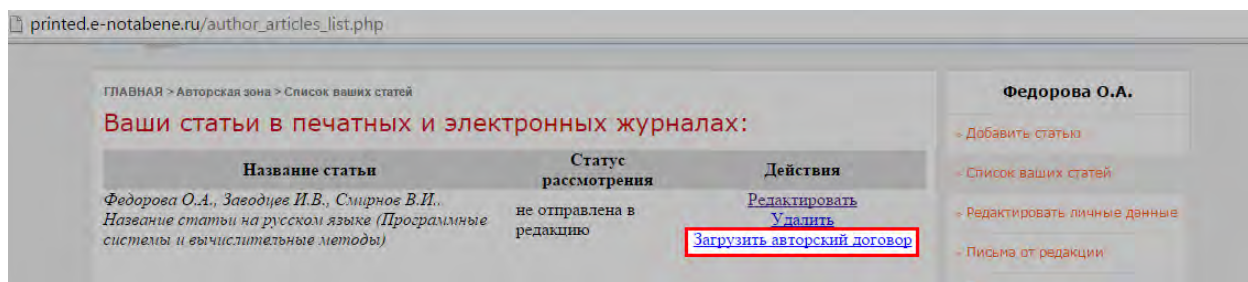 printed.e-notabene.ru/author_articles_list.php
ГЛАВНАЯ > Авторская зона > Список ваших статей
Ваши статьи в печатных и электронных журналах:
Название статьи
Статус
рассмотрения
Действия
Федорова О.А., Заводцев И.В., Смирнов В.И..
Название статьи на русском языке (Программные
системы и вычислительные методы)
не отправлена в
редакцию
Редактировать
Удалить
Загрузить авторский договор
Федорова О.А.
» Добавить статью
» Список ваших статей
» Редактировать личные данные
» Письма от редакции